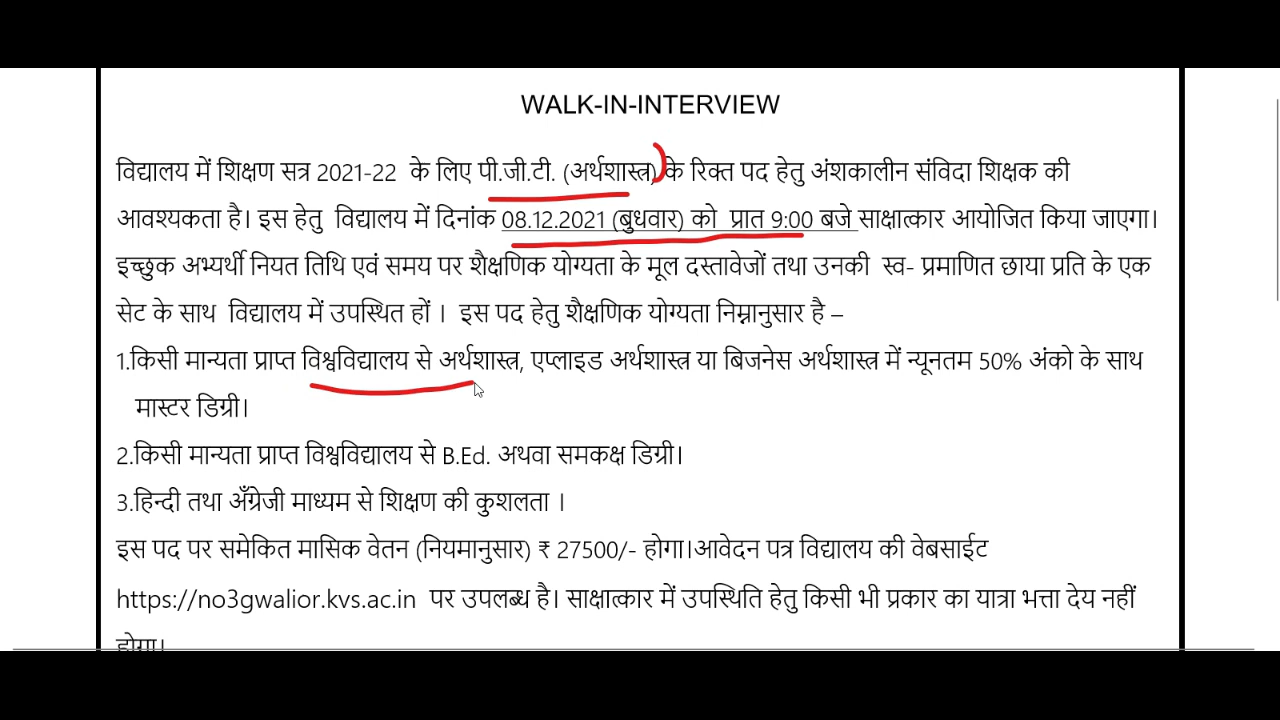 WALK-IN-INTERVIEW
विद्यालय में शिक्षण सत्र 2021-22 के लिए पी.जी.टी. (अर्थशास्त्र) के रिक्त पद हेतु अंशकालीन संविदा शिक्षक की
आवश्यकता है। इस हेतु विद्यालय में दिनांक 08.12.2021 (बुधवार) को प्रात 9:00 बजे साक्षात्कार आयोजित किया जाएगा।
इच्छुक अभ्यर्थी नियत तिथि एवं समय पर शैक्षणिक योग्यता के मूल दस्तावेजों तथा उनकी स्व- प्रमाणित छाया प्रति के एक
सेट के साथ विद्यालय में उपस्थित हों । इस पद हेतु शैक्षणिक योग्यता निम्नानुसार है –
1.किसी मान्यता प्राप्त विश्वविद्यालय से अर्थशास्त्र, एप्लाइड अर्थशास्त्र या बिजनेस अर्थशास्त्र में न्यूनतम 50% अंको के साथ
मास्टर डिग्री।
2.किसी मान्यता प्राप्त विश्वविद्यालय से B.Ed. अथवा समकक्ष डिग्री।
3.हिन्दी तथा अँग्रेजी माध्यम से शिक्षण की कुशलता ।
इस पद पर समेकित मासिक वेतन (नियमानुसार) ₹ 27500/- होगा।आवेदन पत्र विद्यालय की वेबसाईट
https://no3gwalior.kvs.ac.in पर उपलब्ध है। साक्षात्कार में उपस्थिति हेतु किसी भी प्रकार का यात्रा भत्ता देय नहीं
होगा।